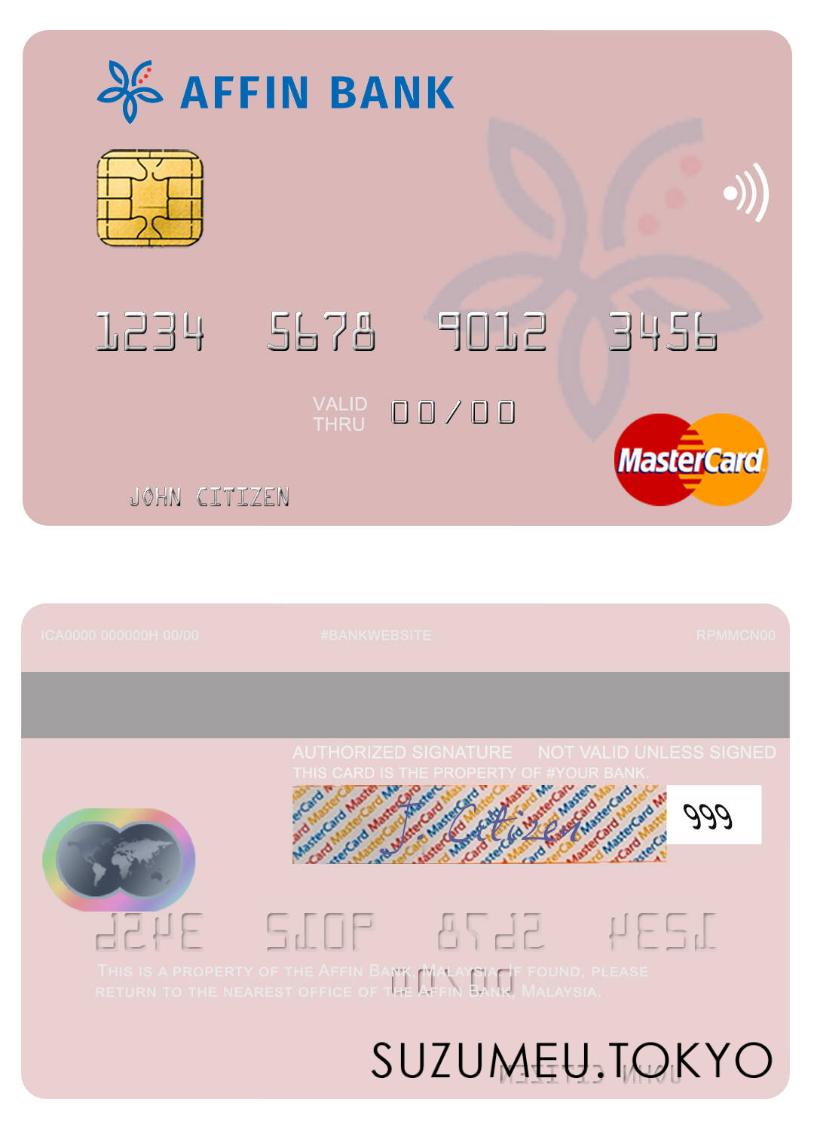 AFFIN BANK
1234 5678 9012 3456
VALID
THRU 00/00
MasterCard
JOHN CITIZEN
ICA0000 000000H 00/00 #BANKWEBSITE RPMMCN00
AUTHORIZED SIGNATURE NOT VALID UNLESS SIGNED
THIS CARD IS THE PROPERTY OF #YOUR BANK.
J. Citizen 999
THIS IS A PROPERTY OF THE AFFIN BANK, MALAYSIA. IF FOUND, PLEASE
RETURN TO THE NEAREST OFFICE OF THE AFFIN BANK, MALAYSIA.
SUZUMEU.TOKYO